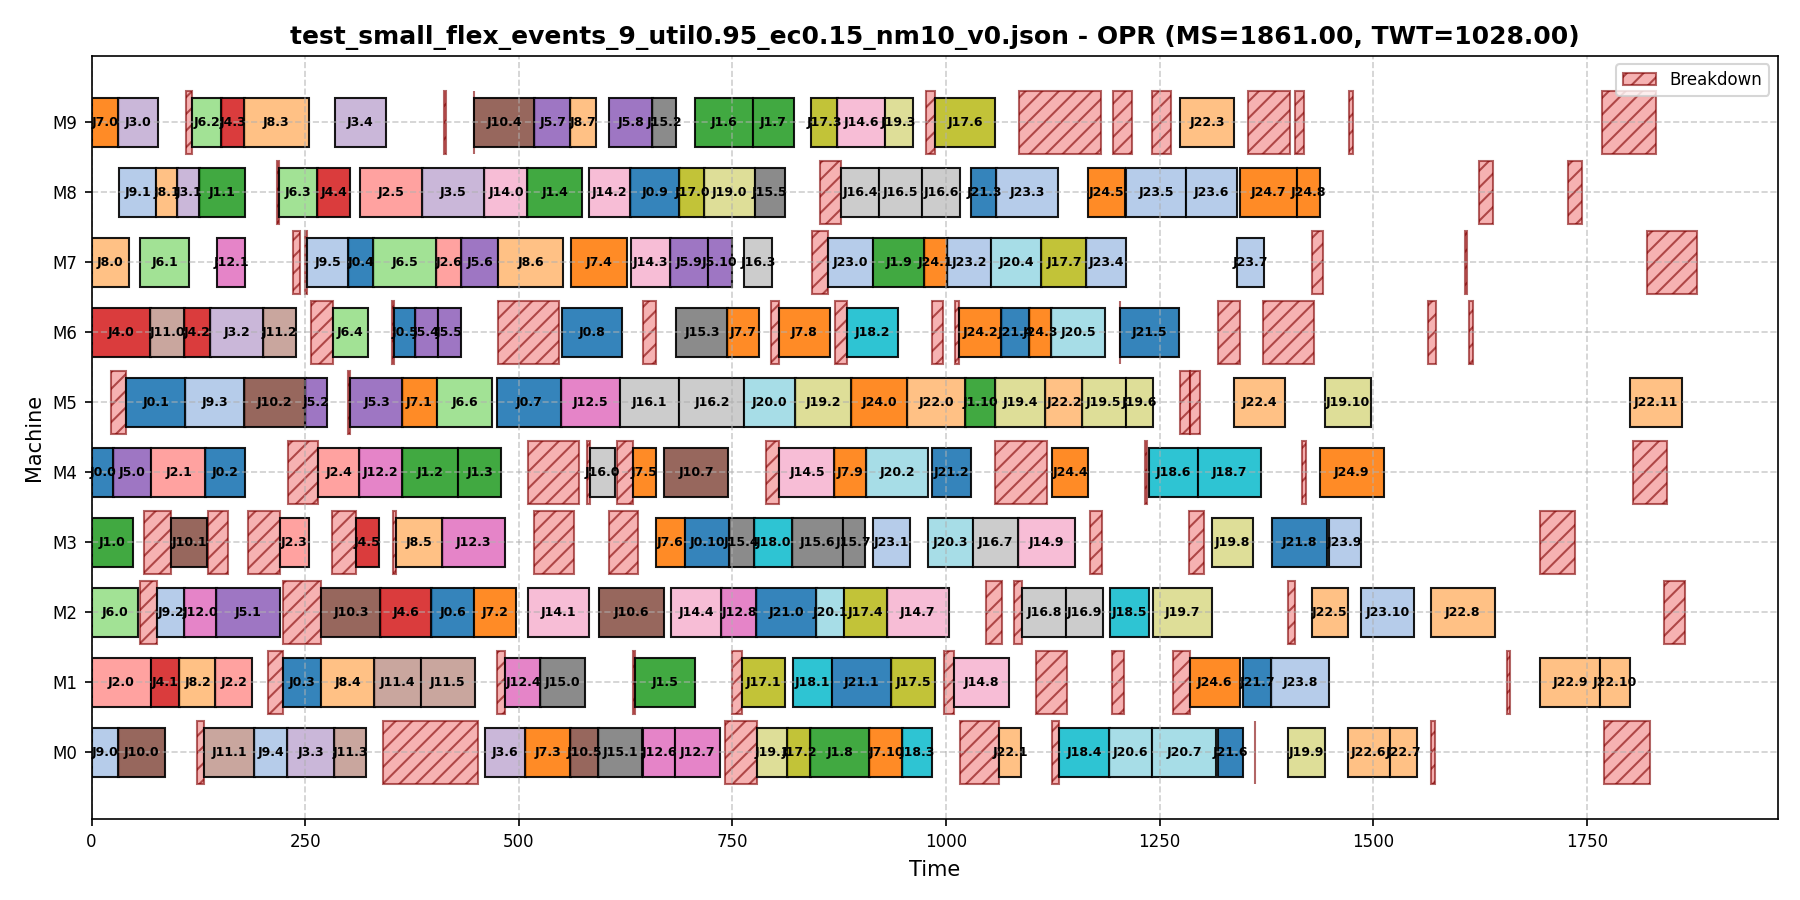 test_small_flex_events_9_util0.95_ec0.15_nm10_v0.json - OPR (MS=1861.00, TWT=1028.00)
Breakdown
M9 J7.0 J3.0 J6.2 J4.3 J8.3 J3.4 J10.4 J5.7 J8.7 J5.8 J15.2 J1.6 J1.7 J17.3 J14.6 J19.3 J17.6 J22.3
M8 J9.1 J8.1 J3.1 J1.1 J6.3 J4.4 J2.5 J3.5 J14.0 J1.4 J14.2 J0.9 J17.0 J19.0 J15.5 J16.4 J16.5 J16.6 J21.3 J23.3 J24.5 J23.5 J23.6 J24.7 J24.8
M7 J8.0 J6.1 J12.1 J9.5 J0.4 J6.5 J2.6 J5.6 J8.6 J7.4 J14.3 J5.9 J5.10 J16.3 J23.0 J1.9 J24.1 J23.2 J20.4 J17.7 J23.4 J23.7
M6 J4.0 J11.0 J4.2 J3.2 J11.2 J6.4 J0.5 J5.4 J5.5 J0.8 J15.3 J7.7 J7.8 J18.2 J24.2 J21.4 J24.3 J20.5 J21.5
M5 J0.1 J9.3 J10.2 J5.2 J5.3 J7.1 J6.6 J0.7 J12.5 J16.1 J16.2 J20.0 J19.2 J24.0 J22.0 J1.10 J19.4 J22.2 J19.5 J19.6 J22.4 J19.10 J22.11
M4 J0.0 J5.0 J2.1 J0.2 J2.4 J12.2 J1.2 J1.3 J16.0 J7.5 J10.7 J14.5 J7.9 J20.2 J21.2 J24.4 J18.6 J18.7 J24.9
M3 J1.0 J10.1 J2.3 J4.5 J8.5 J12.3 J7.6 J0.10 J15.4 J18.0 J15.6 J15.7 J23.1 J20.3 J16.7 J14.9 J19.8 J21.8 J23.9
M2 J6.0 J9.2 J12.0 J5.1 J10.3 J4.6 J0.6 J7.2 J14.1 J10.6 J14.4 J12.8 J21.0 J20.1 J17.4 J14.7 J16.8 J16.9 J18.5 J19.7 J22.5 J23.10 J22.8
M1 J2.0 J4.1 J8.2 J2.2 J0.3 J8.4 J11.4 J11.5 J12.4 J15.0 J1.5 J17.1 J18.1 J21.1 J17.5 J14.8 J24.6 J21.7 J23.8 J22.9 J22.10
M0 J9.0 J10.0 J11.1 J9.4 J3.3 J11.3 J3.6 J7.3 J10.5 J15.1 J12.6 J12.7 J19.1 J17.2 J1.8 J7.10 J18.3 J22.1 J18.4 J20.6 J20.7 J21.6 J19.9 J22.6 J22.7
Machine
0 250 500 750 1000 1250 1500 1750
Time